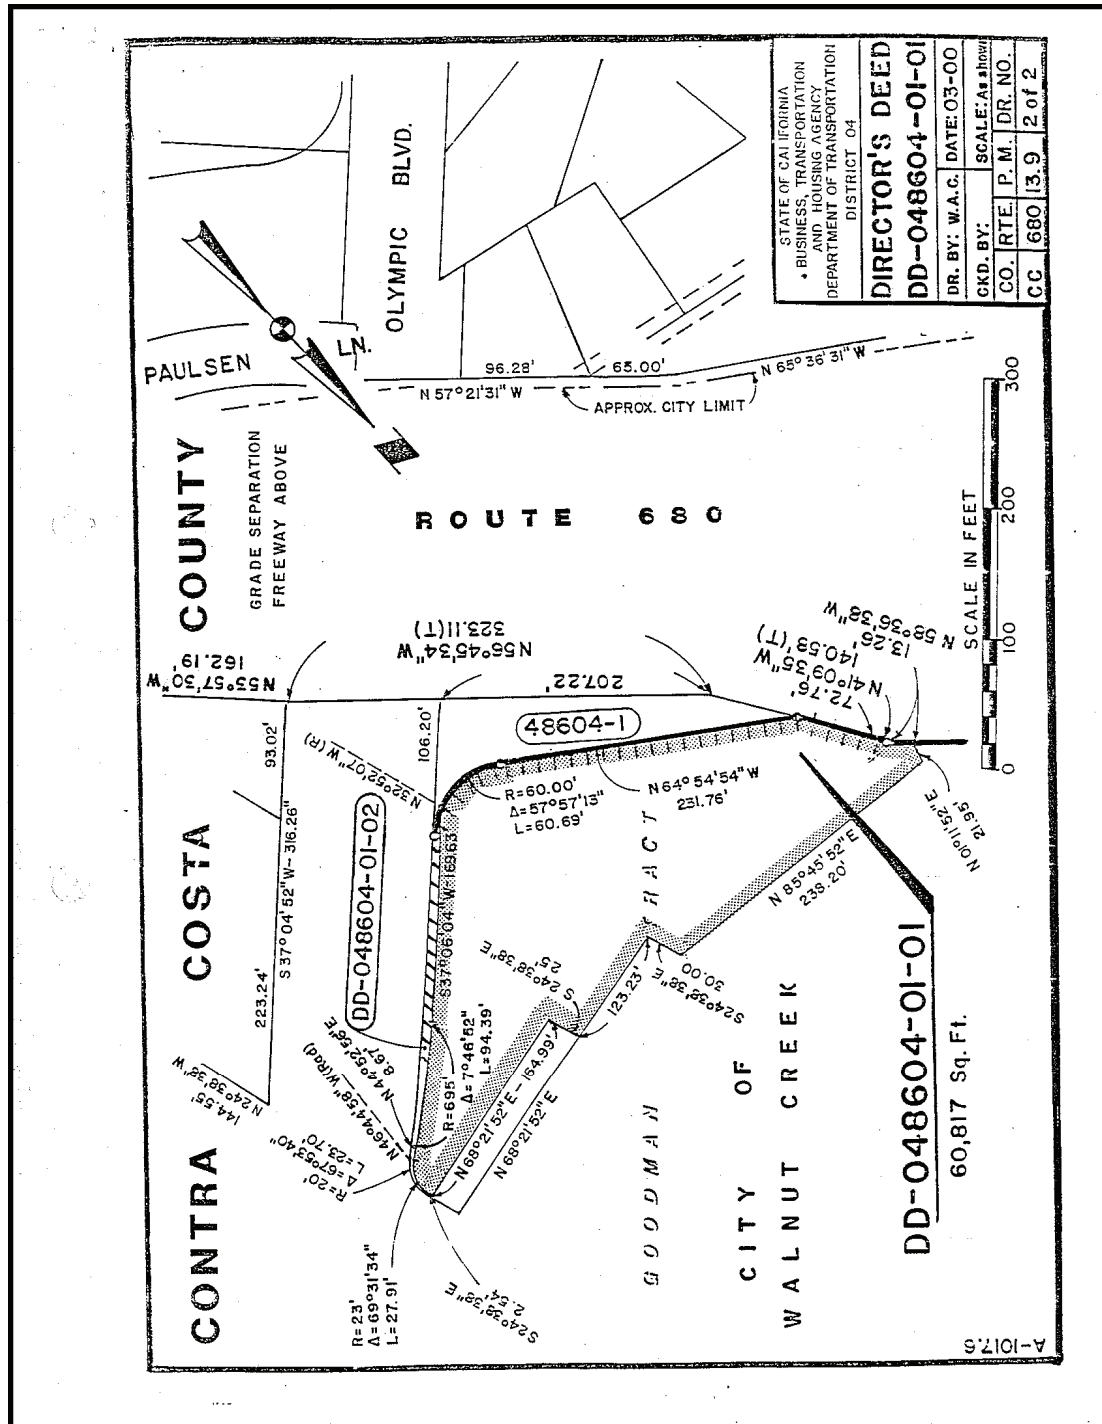 CONTRA COSTA COUNTY
PAULSEN
LN.
OLYMPIC BLVD.
GRADE SEPARATION
FREEWAY ABOVE
ROUTE 680
96.28'
65.00'
N 57°21'31" W
N 65°36'31" W
APPROX. CITY LIMIT
N53°57'30"W
162.19'
N56°45'34"W
323.11(T)
207.22'
93.02'
106.20'
S 37°04'52"W-316.26'
223.24'
N 24°38'38"W
144.55'
N 32°52'07"W (R)
DD-048604-01-02
48604-1
R=60.00'
Δ=57°57'13"
L=60.69'
N 64°54'54"W
231.76'
N41°09'35"W
140.58'(T)
72.76'
N 58°36'38"W
13.26'
N 01°11'52"E
21.95'
N 85°45'52"E
238.20'
S37°06'04"W-169.63
N44°52'56"E
8.67'
N46°44'58"W(Rad)
R=695'
Δ=7°46'52"
L=94.39'
R=20'
Δ=67°53'40"
L=23.70'
R=23'
Δ=69°31'34"
L=27.91'
S24°38'38"E
2.54'
N68°21'52"E-164.99'
N68°21'52"E
S 24°38'38"E
25'
123.23'
S24°38'38"E
30.00
GOODMAN TRACT
CITY OF
WALNUT CREEK
DD-048604-01-01
60,817 Sq. Ft.
SCALE IN FEET
0 100 200 300
STATE OF CALIFORNIA
BUSINESS, TRANSPORTATION
AND HOUSING AGENCY
DEPARTMENT OF TRANSPORTATION
DISTRICT 04
DIRECTOR'S DEED
DD-048604-01-01
DR. BY: W.A.C. DATE: 03-00
CKD. BY: SCALE: As shown
CO. RTE. P. M. DR. NO.
CC 680 13.9 2 of 2
A-1017.6